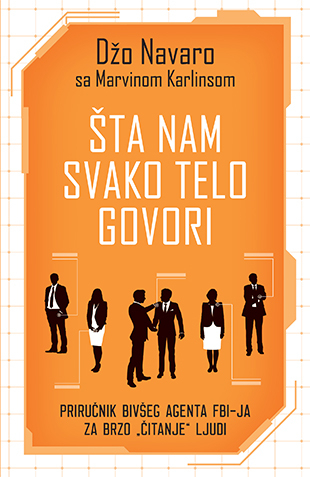 Džo Navaro
sa Marvinom Karlinsom
ŠTA NAM
SVAKO TELO
GOVORI
PRIRUČNIK BIVŠEG AGENTA FBI-JA
ZA BRZO „ČITANJE“ LJUDI